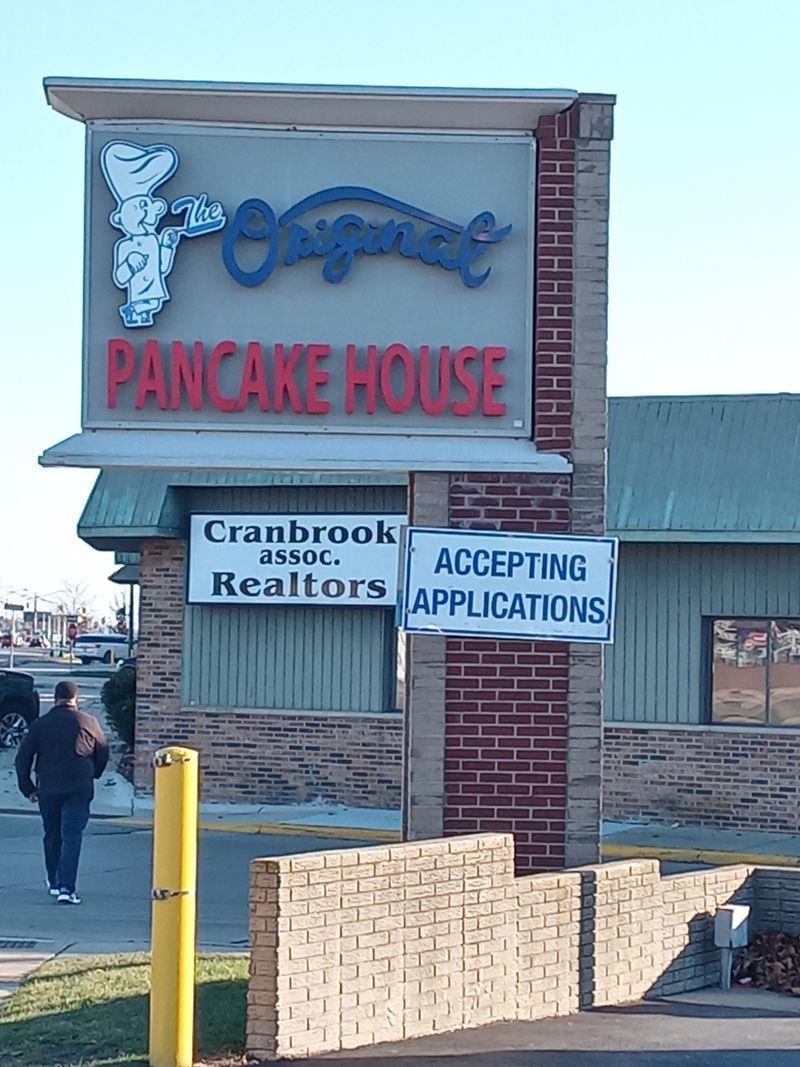 The Original
PANCAKE HOUSE
Cranbrook
assoc.
Realtors
ACCEPTING
APPLICATIONS